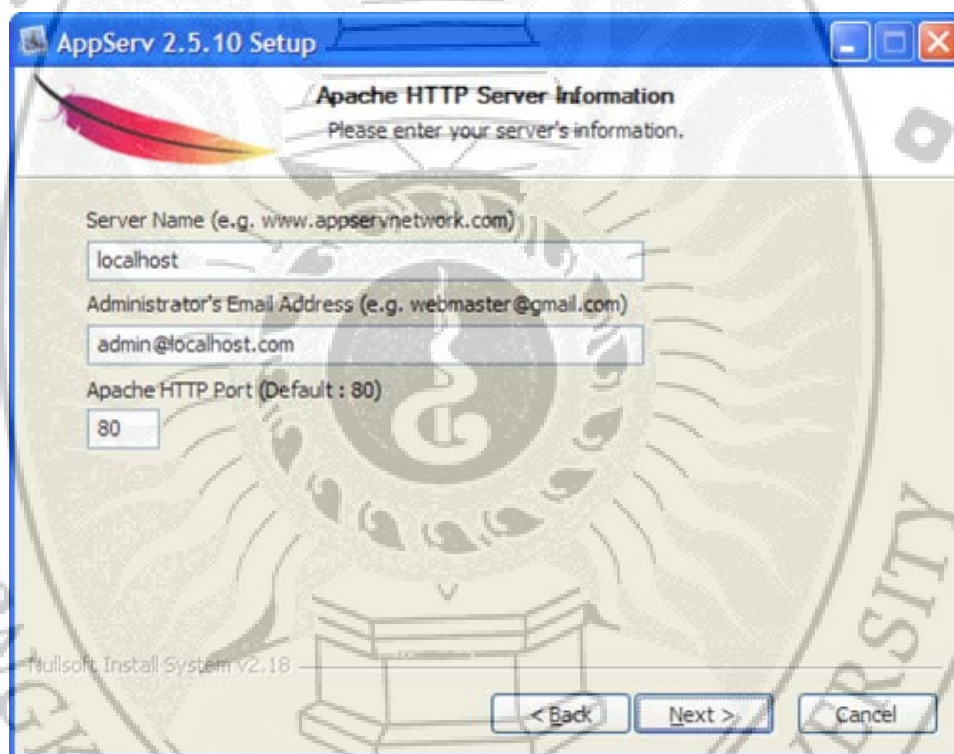 AppServ 2.5.10 Setup
Apache HTTP Server Information
Please enter your server's information.
Server Name (e.g. www.appservnetwork.com)
localhost
Administrator's Email Address (e.g. webmaster@gmail.com)
admin@localhost.com
Apache HTTP Port (Default : 80)
80
Nullsoft Install System v2.18
< Back
Next >
Cancel